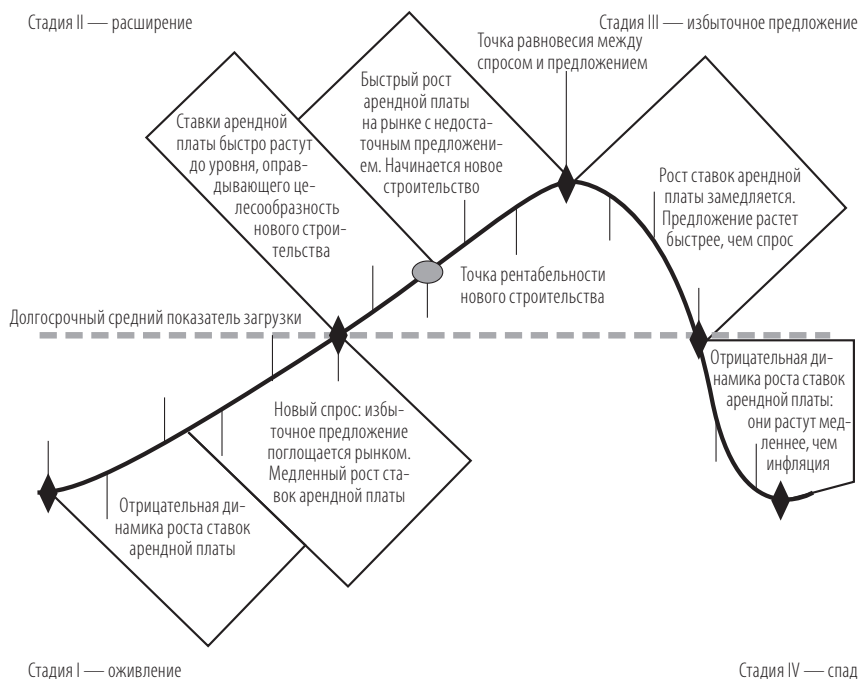 Стадия II — расширение
Стадия III — избыточное предложение
Точка равновесия между
спросом и предложением
Быстрый рост
арендной платы
на рынке с недоста-
точным предложени-
ем. Начинается новое
строительство
Ставки арендной
платы быстро растут
до уровня, оправ-
дывающего це-
лесообразность
нового строи-
тельства
Рост ставок арендной
платы замедляется.
Предложение растет
быстрее, чем спрос
Точка рентабельности
нового строительства
Долгосрочный средний показатель загрузки
Отрицательная ди-
намика роста ставок
арендной платы:
они растут мед-
леннее, чем
инфляция
Новый спрос: избы-
точное предложение
поглощается рынком.
Медленный рост ста-
вок арендной платы
Отрицательная ди-
намика роста ставок
арендной платы
Стадия I — оживление
Стадия IV — спад